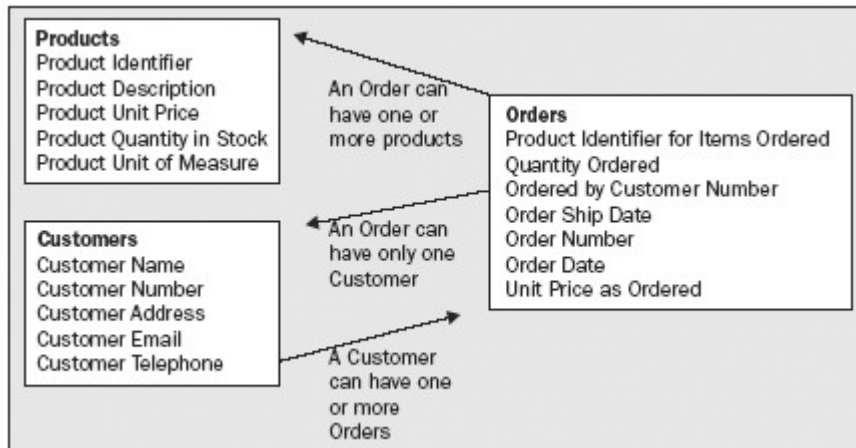 Products
Product Identifier
Product Description
Product Unit Price
Product Quantity in Stock
Product Unit of Measure
An Order can
have one or
more products
Orders
Product Identifier for Items Ordered
Quantity Ordered
Ordered by Customer Number
Order Ship Date
Order Number
Order Date
Unit Price as Ordered
An Order can
have only one
Customer
Customers
Customer Name
Customer Number
Customer Address
Customer Email
Customer Telephone
A Customer
can have one
or more
Orders